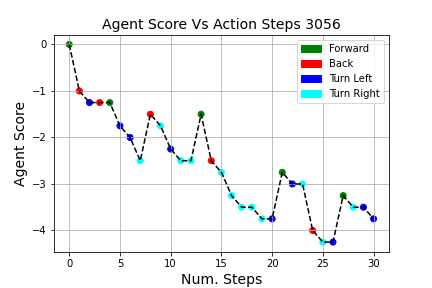 Agent Score Vs Action Steps 3056
Forward
Back
Turn Left
Turn Right
Agent Score
0
−1
−2
−3
−4
0 5 10 15 20 25 30
Num. Steps